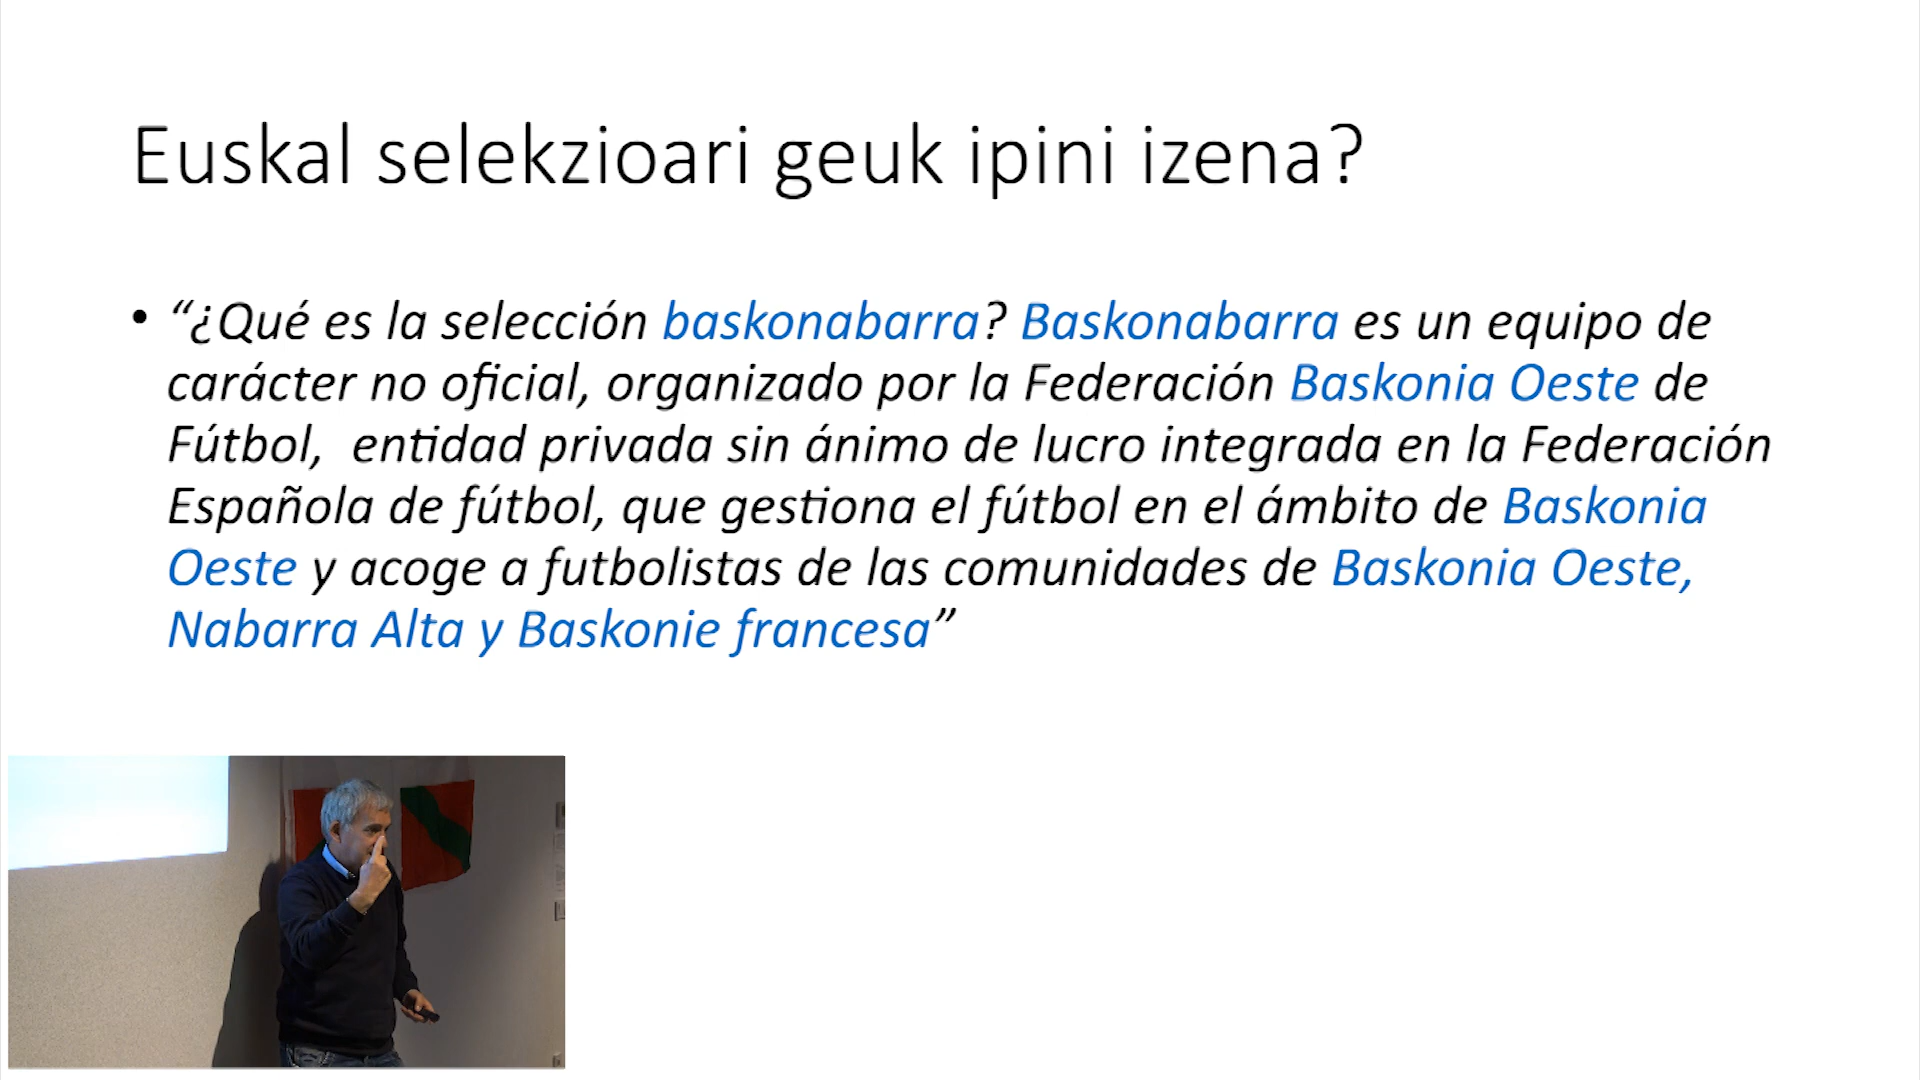 Euskal selekzioari geuk ipini izena?
• “¿Qué es la selección baskonabarra? Baskonabarra es un equipo de
carácter no oficial, organizado por la Federación Baskonia Oeste de
Fútbol,  entidad privada sin ánimo de lucro integrada en la Federación
Española de fútbol, que gestiona el fútbol en el ámbito de Baskonia
Oeste y acoge a futbolistas de las comunidades de Baskonia Oeste,
Nabarra Alta y Baskonie francesa”